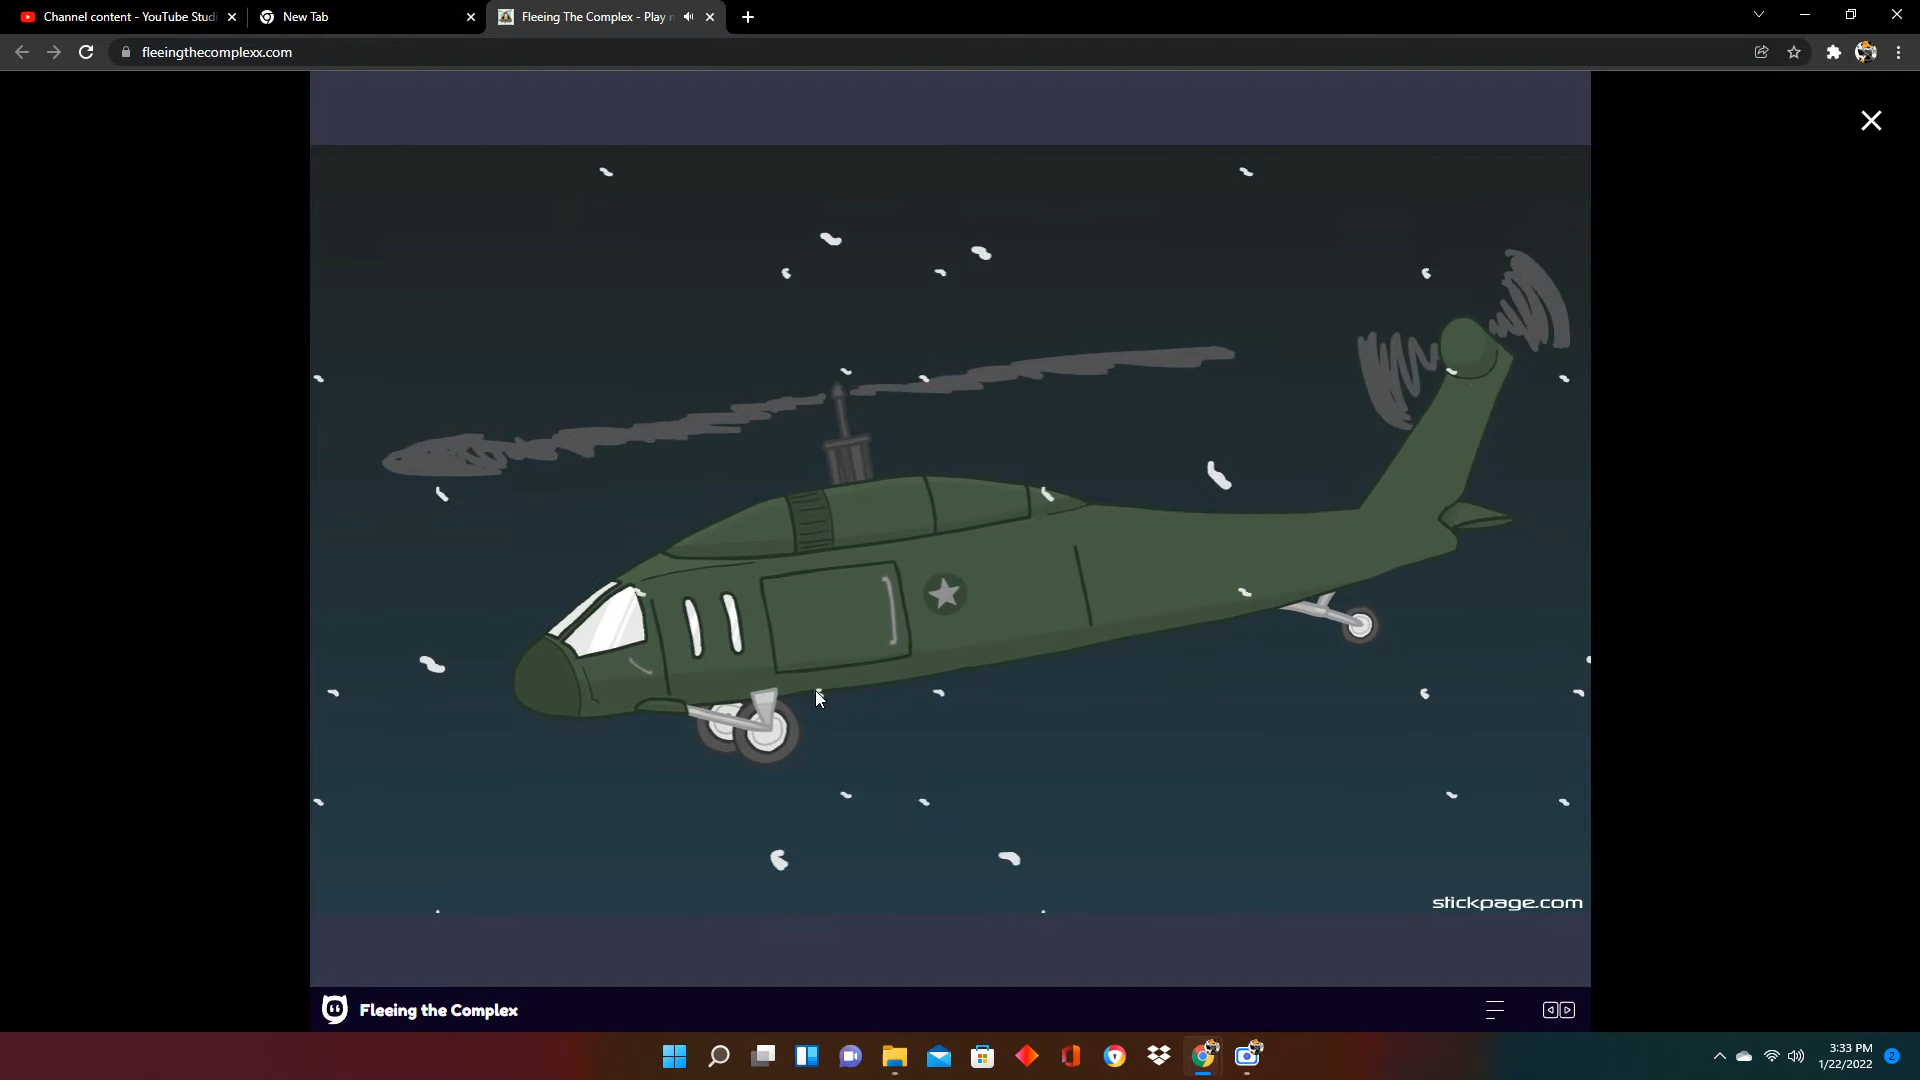 Channel content - YouTube Studi
New Tab
Fleeing The Complex - Play n
fleeingthecomplexx.com
stickpage.com
Fleeing the Complex
3:33 PM
1/22/2022
2